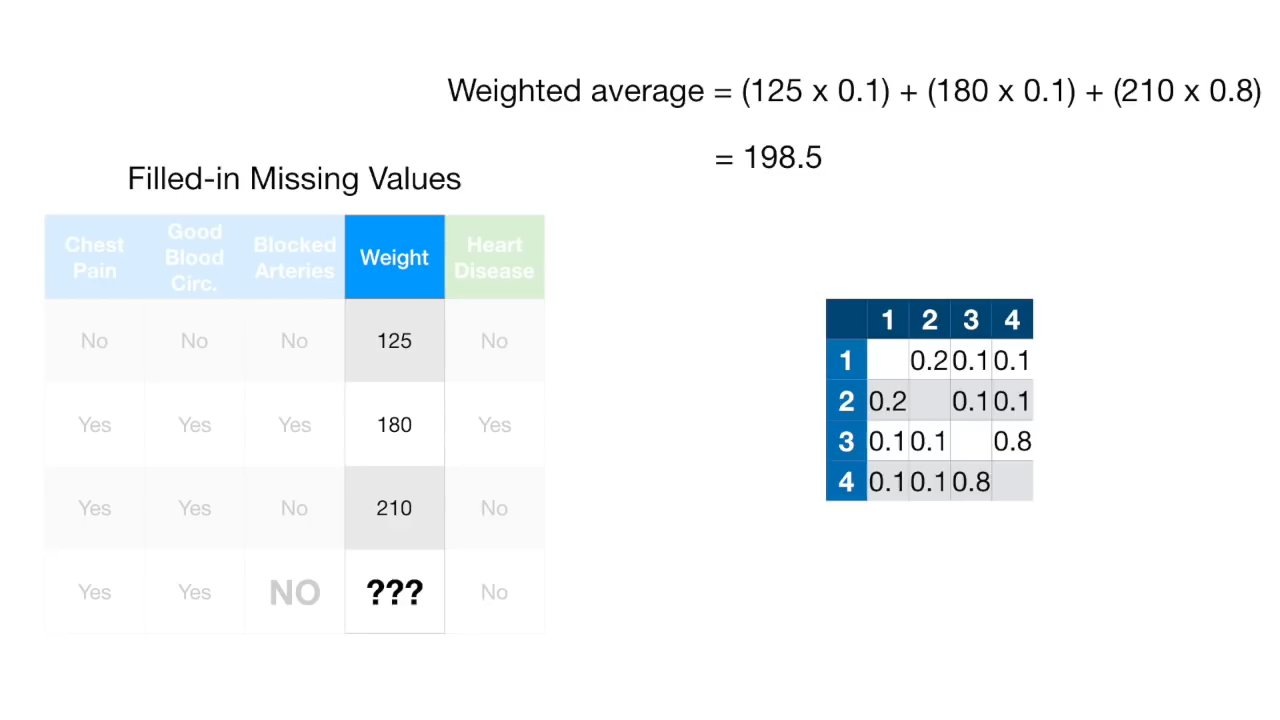 Weighted average = (125 x 0.1) + (180 x 0.1) + (210 x 0.8)
= 198.5
Filled-in Missing Values
Chest Pain Good Blood Circ. Blocked Arteries Weight Heart Disease
No No No 125 No
Yes Yes Yes 180 Yes
Yes Yes No 210 No
Yes Yes NO ??? No
1 2 3 4
1 0.2 0.1 0.1
2 0.2 0.1 0.1
3 0.1 0.1 0.8
4 0.1 0.1 0.8